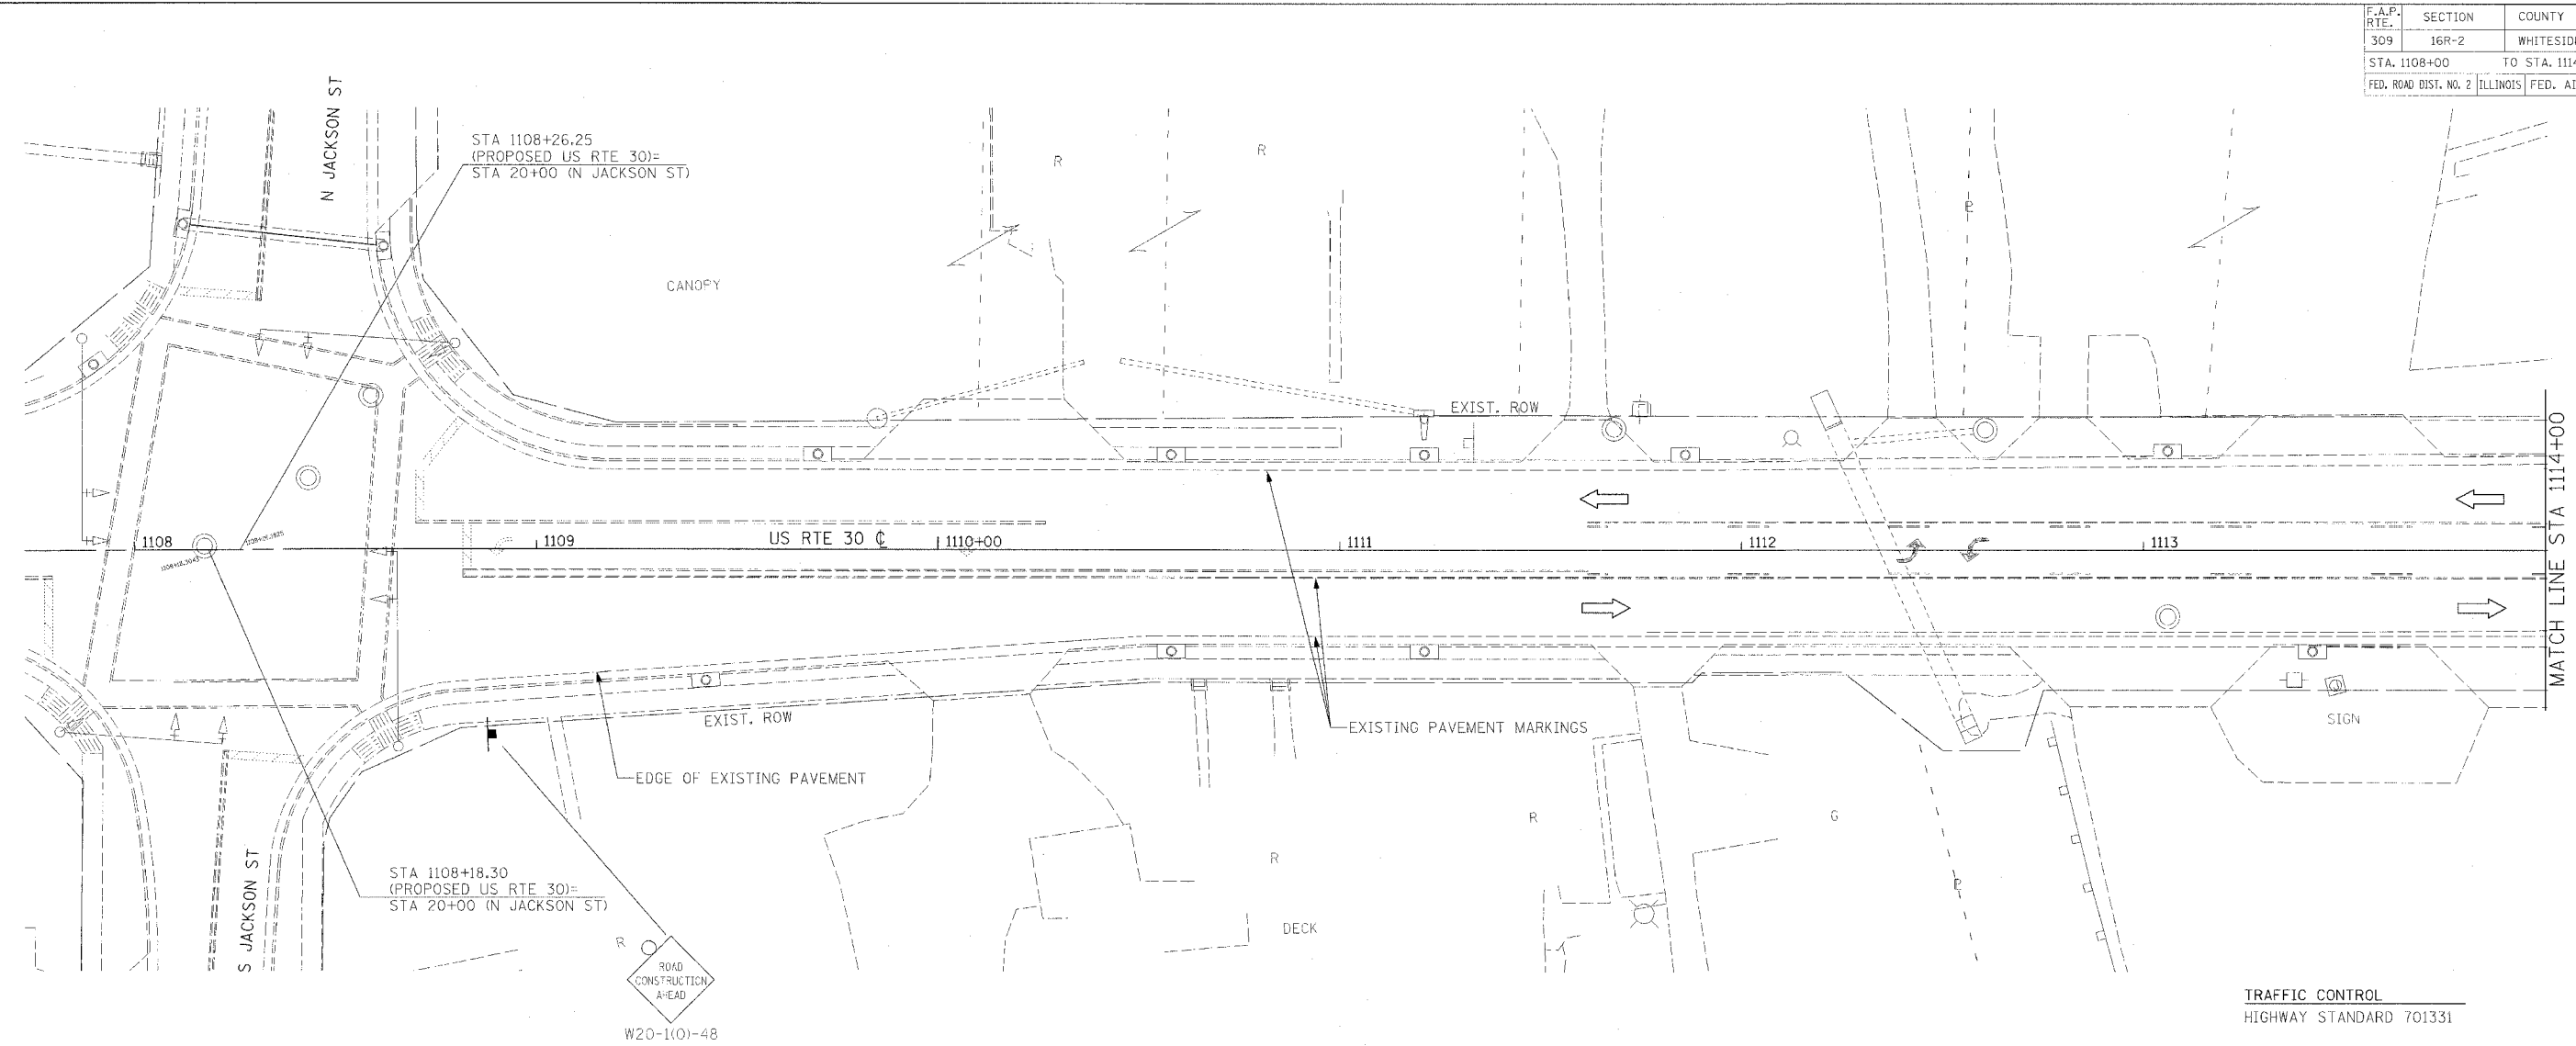 F.A.P. RTE. SECTION COUNTY
309 16R-2 WHITESID
STA. 1108+00 TO STA. 111
FED. ROAD DIST. NO. 2 ILLINOIS FED. AI
N JACKSON ST
STA 1108+26.25
(PROPOSED US RTE 30)=
STA 20+00 (N JACKSON ST)
R
R
P
CANOPY
EXIST. ROW
MATCH LINE STA 1114+00
1108
1109
US RTE 30 ℄
1110+00
1111
1112
1113
EXIST. ROW
EXISTING PAVEMENT MARKINGS
SIGN
EDGE OF EXISTING PAVEMENT
R
G
R
P
STA 1108+18.30
(PROPOSED US RTE 30)=
STA 20+00 (N JACKSON ST)
S JACKSON ST
DECK
R
ROAD
CONSTRUCTION
AHEAD
W20-1(O)-48
TRAFFIC CONTROL
HIGHWAY STANDARD 701331